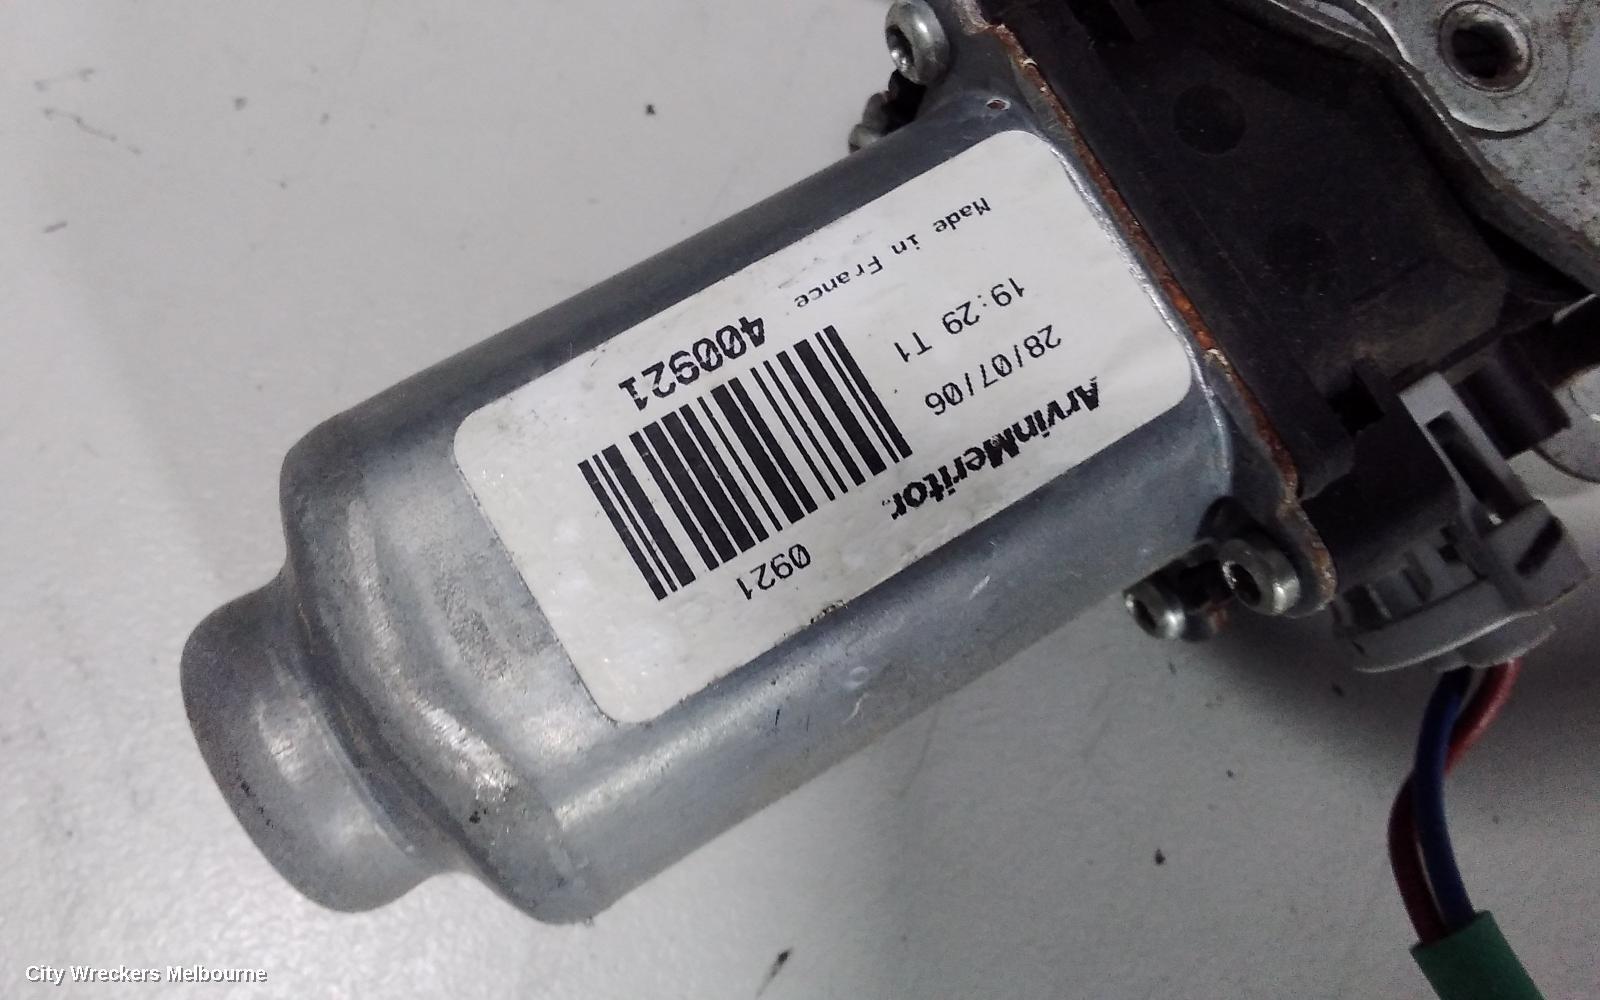 ArvinMeritor.
28/07/06
19:29 T1
Made in France
0921
400921
City Wreckers Melbourne